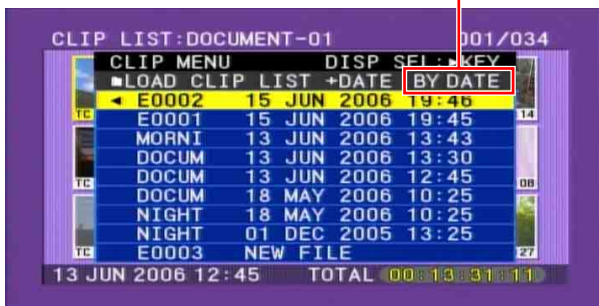 CLIP LIST:DOCUMENT-01 001/034
CLIP MENU DISP SEL:►KEY
LOAD CLIP LIST +DATE BY DATE
◄ E0002 15 JUN 2006 19:46
TC E0001 15 JUN 2006 19:45 14
MORNI 13 JUN 2006 13:43
DOCUM 13 JUN 2006 13:30
TC DOCUM 13 JUN 2006 12:45 08
DOCUM 18 MAY 2006 10:25
NIGHT 18 MAY 2006 10:25
NIGHT 01 DEC 2005 13:25
TC E0003 NEW FILE 27
13 JUN 2006 12:45 TOTAL 00:13:31:11